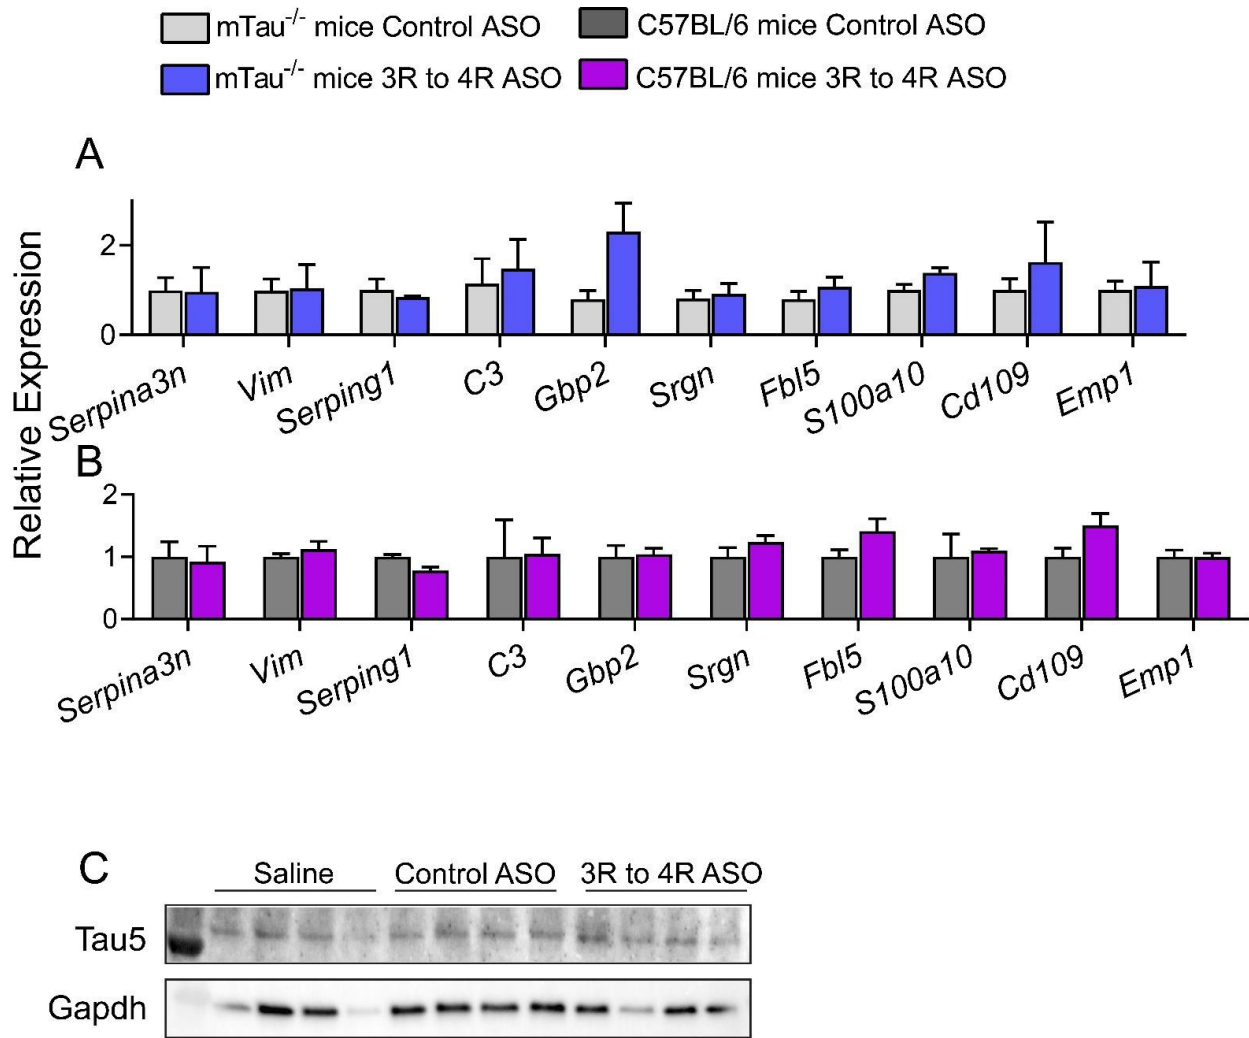 mTau-/- mice Control ASO C57BL/6 mice Control ASO
mTau-/- mice 3R to 4R ASO C57BL/6 mice 3R to 4R ASO
A
Relative Expression
2
0
Serpina3n Vim Serping1 C3 Gbp2 Srgn Fbl5 S100a10 Cd109 Emp1
B
2
1
0
Serpina3n Vim Serping1 C3 Gbp2 Srgn Fbl5 S100a10 Cd109 Emp1
C
Saline Control ASO 3R to 4R ASO
Tau5
Gapdh